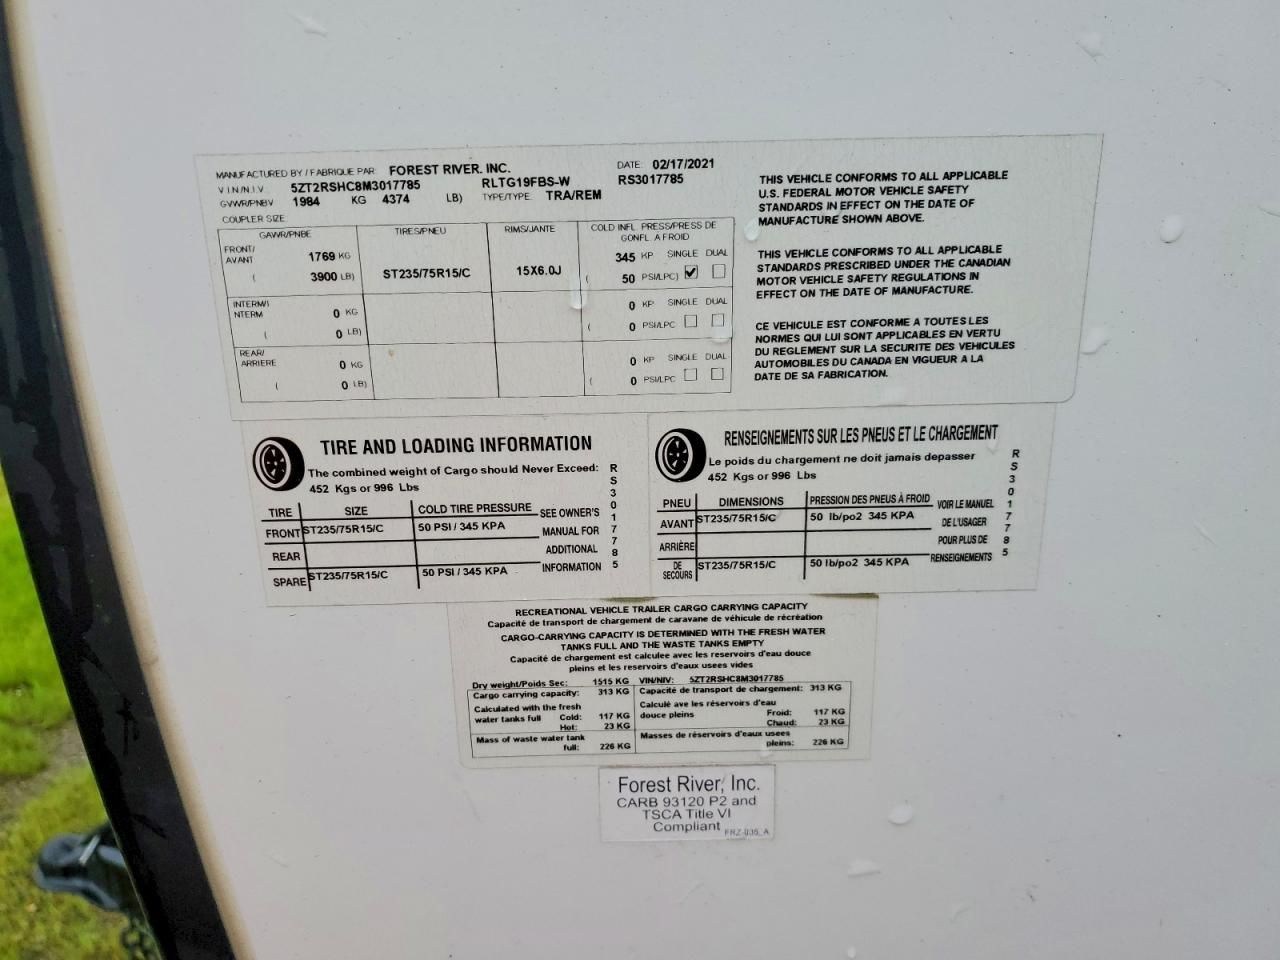 MANUFACTURED BY / FABRIQUE PAR FOREST RIVER, INC. DATE: 02/17/2021
V.I.N/N.I.V. 5ZT2RSHC8M3017785 RLTG19FBS-W RS3017785
GVWR/PNBV 1984 KG 4374 LB) TYPE/TYPE TRA/REM
COUPLER SIZE
GAWR/PNBE TIRES/PNEU RIMS/JANTE COLD INFL PRESS/PRESS DE
GONFL A FROID
FRONT/
AVANT 1769 KG 345 KP SINGLE DUAL
( 3900 LB) ST235/75R15/C 15X6.0J ( 50 PSI/LPC)
INTERM/I
NTERM 0 KG 0 KP SINGLE DUAL
( 0 LB) ( 0 PSI/LPC
REAR/
ARRIERE 0 KG 0 KP SINGLE DUAL
( 0 LB) ( 0 PSI/LPC
THIS VEHICLE CONFORMS TO ALL APPLICABLE
U.S. FEDERAL MOTOR VEHICLE SAFETY
STANDARDS IN EFFECT ON THE DATE OF
MANUFACTURE SHOWN ABOVE.
THIS VEHICLE CONFORMS TO ALL APPLICABLE
STANDARDS PRESCRIBED UNDER THE CANADIAN
MOTOR VEHICLE SAFETY REGULATIONS IN
EFFECT ON THE DATE OF MANUFACTURE.
CE VEHICULE EST CONFORME A TOUTES LES
NORMES QUI LUI SONT APPLICABLES EN VERTU
DU REGLEMENT SUR LA SECURITE DES VEHICULES
AUTOMOBILES DU CANADA EN VIGUEUR A LA
DATE DE SA FABRICATION.
TIRE AND LOADING INFORMATION
The combined weight of Cargo should Never Exceed:
452 Kgs or 996 Lbs
TIRE SIZE COLD TIRE PRESSURE
FRONT ST235/75R15/C 50 PSI / 345 KPA
REAR
SPARE ST235/75R15/C 50 PSI / 345 KPA
SEE OWNER'S
MANUAL FOR
ADDITIONAL
INFORMATION
RS3017785
RENSEIGNEMENTS SUR LES PNEUS ET LE CHARGEMENT
Le poids du chargement ne doit jamais depasser
452 Kgs or 996 Lbs
PNEU DIMENSIONS PRESSION DES PNEUS À FROID
AVANT ST235/75R15/C 50 lb/po2 345 KPA
ARRIÈRE
DE
SECOURS ST235/75R15/C 50 lb/po2 345 KPA
VOIR LE MANUEL
DE L'USAGER
POUR PLUS DE
RENSEIGNEMENTS
RS3017785
RECREATIONAL VEHICLE TRAILER CARGO CARRYING CAPACITY
Capacité de transport de chargement de caravane de véhicule de récréation
CARGO-CARRYING CAPACITY IS DETERMINED WITH THE FRESH WATER
TANKS FULL AND THE WASTE TANKS EMPTY
Capacité de chargement est calculee avec les reservoirs d'eau douce
pleins et les reservoirs d'eaux usees vides
Dry weight/Poids Sec: 1515 KG VIN/NIV: 5ZT2RSHC8M3017785
Cargo carrying capacity: 313 KG Capacité de transport de chargement: 313 KG
Calculated with the fresh
water tanks full Cold: 117 KG
Hot: 23 KG
Calculé ave les réservoirs d'eau
douce pleins Froid: 117 KG
Chaud: 23 KG
Mass of waste water tank
full: 226 KG
Masses de réservoirs d'eaux usees
pleins: 226 KG
Forest River, Inc.
CARB 93120 P2 and
TSCA Title VI
Compliant FRZ-035_A